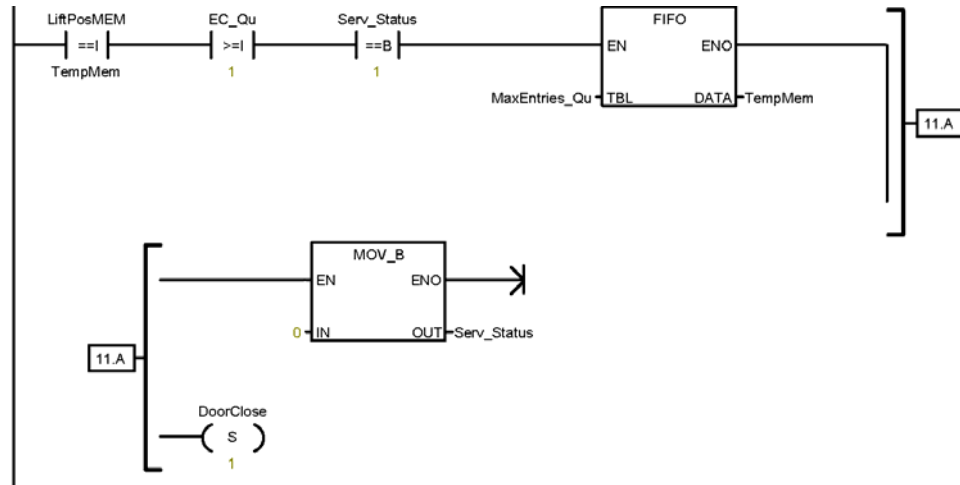 LiftPosMEM EC_Qu Serv_Status FIFO
==I >=I ==B EN ENO
TempMem 1 1
MaxEntries_Qu TBL DATA TempMem
11.A
MOV_B
EN ENO
0 IN OUT Serv_Status
11.A
DoorClose
S
1